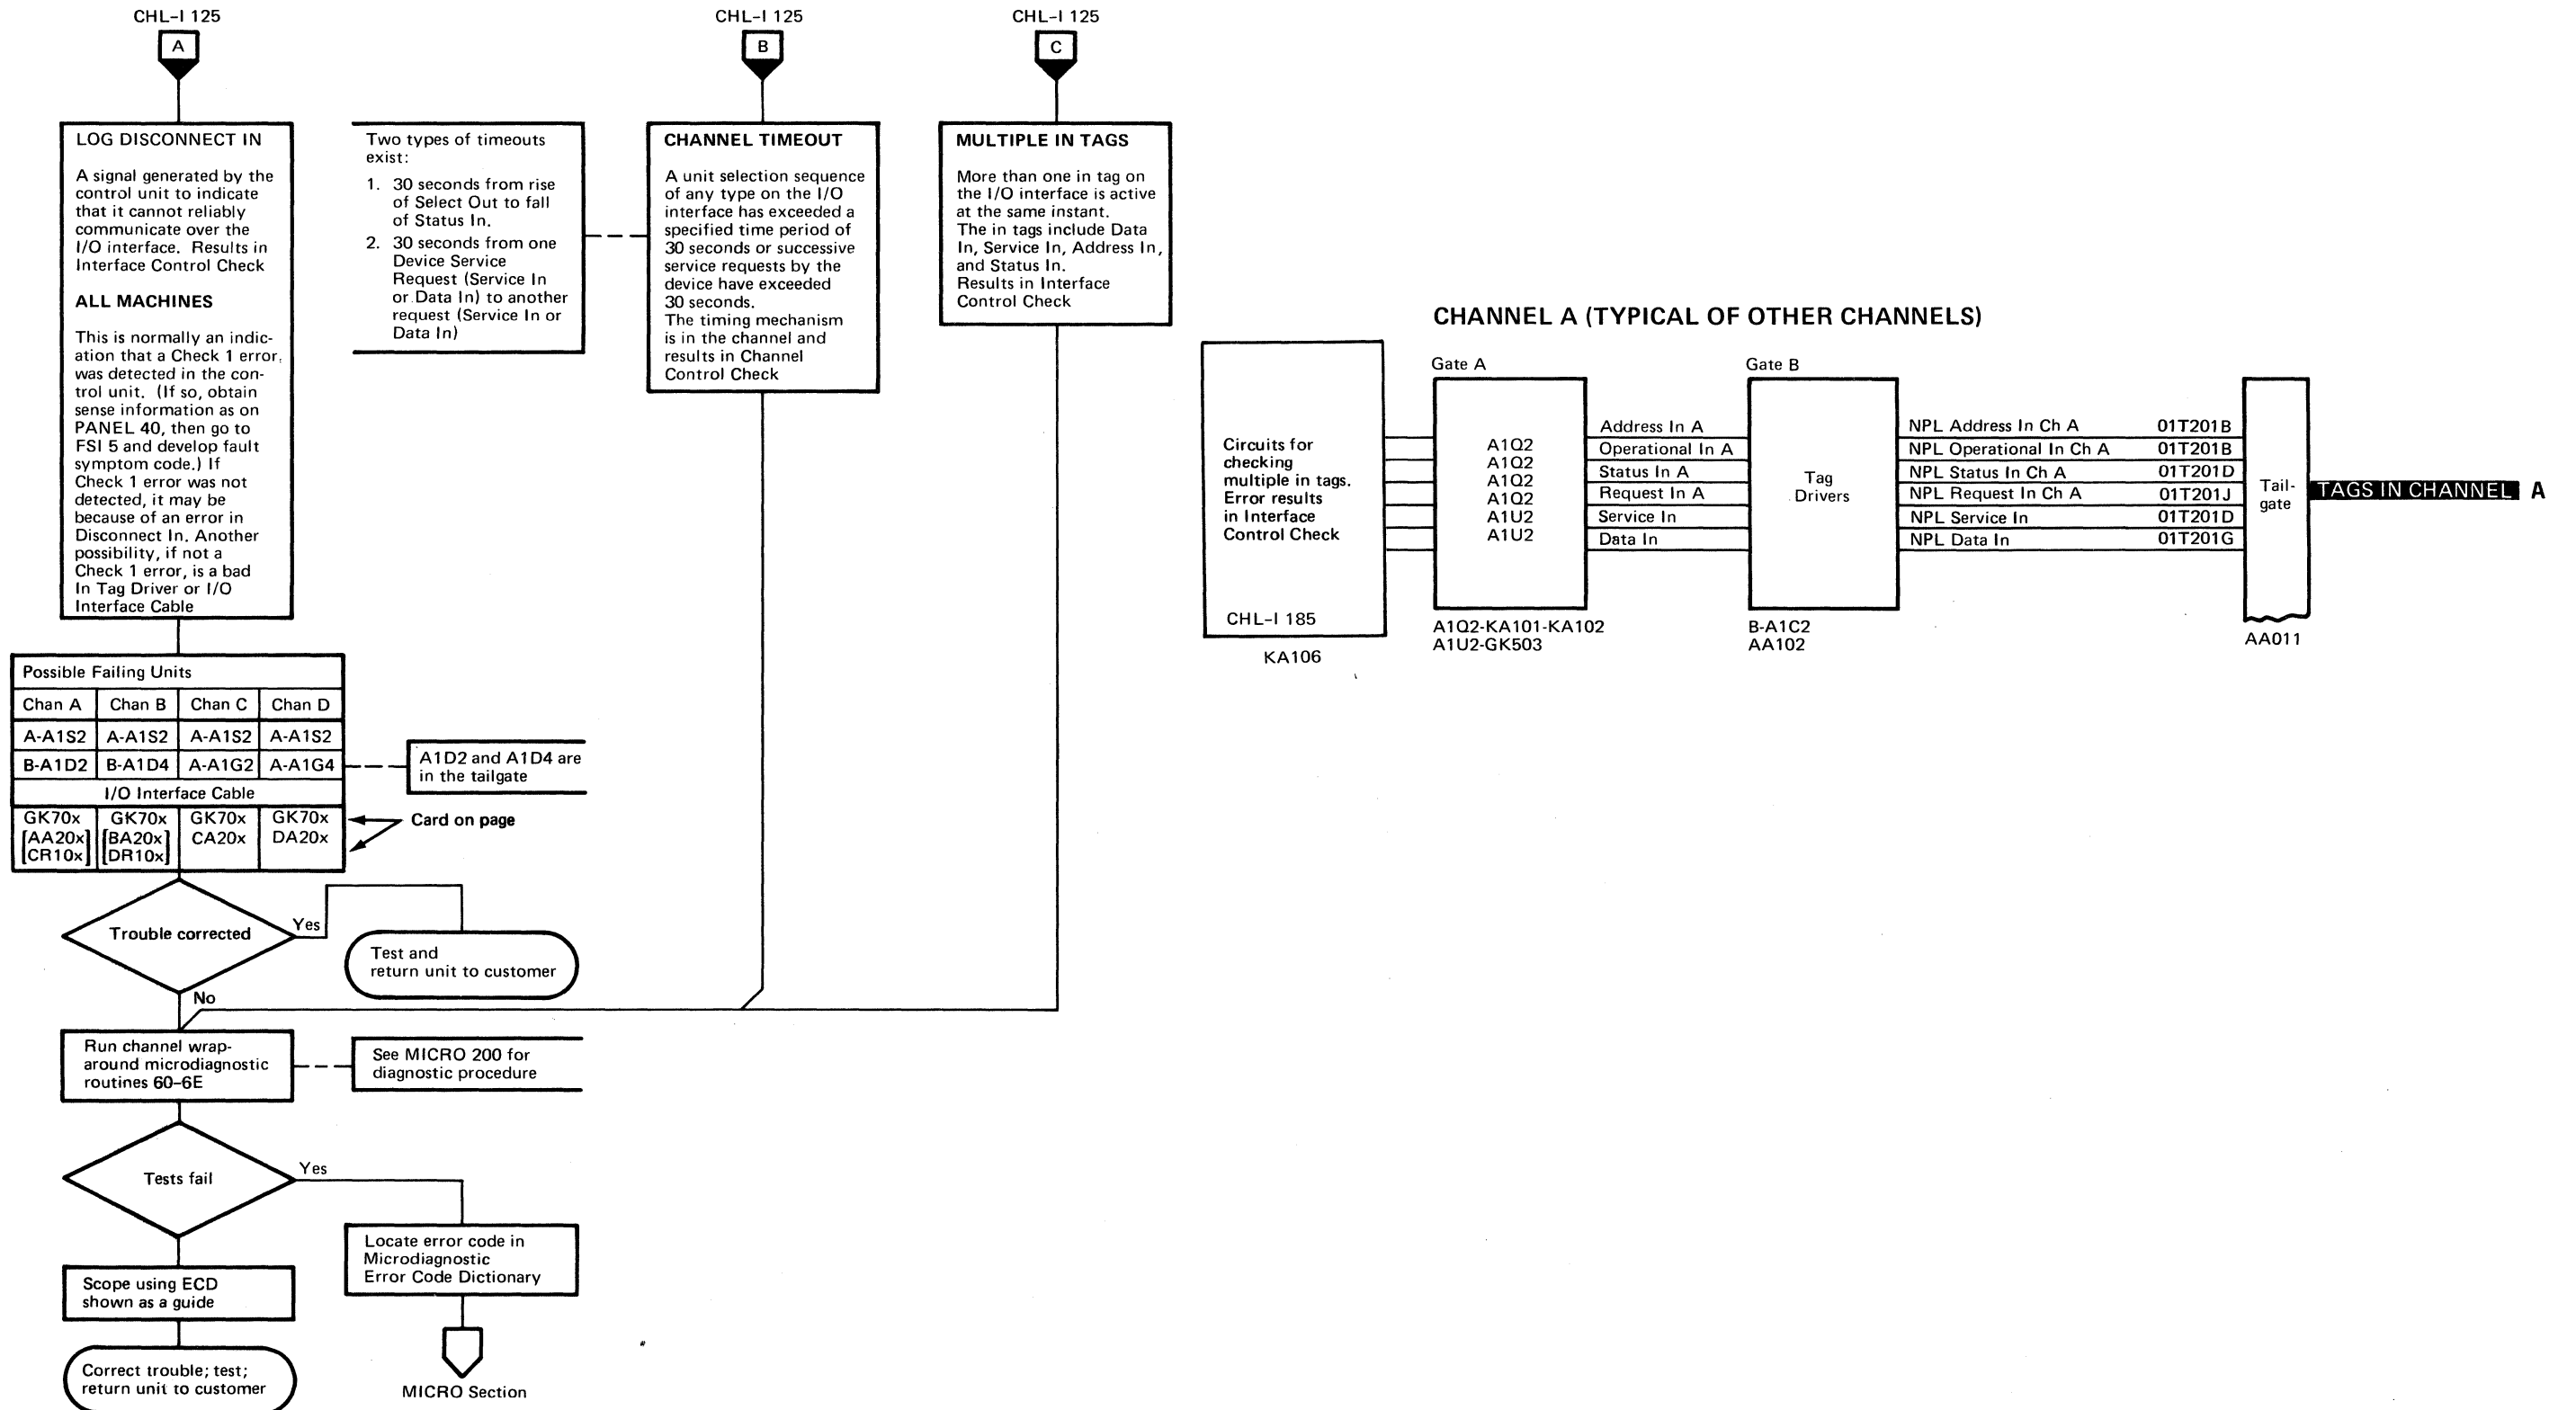 CHL-I 125
A
LOG DISCONNECT IN
A signal generated by the
control unit to indicate
that it cannot reliably
communicate over the
I/O interface. Results in
Interface Control Check
ALL MACHINES
This is normally an indic-
ation that a Check 1 error
was detected in the con-
trol unit. (If so, obtain
sense information as on
PANEL 40, then go to
FSI 5 and develop fault
symptom code.) If
Check 1 error was not
detected, it may be
because of an error in
Disconnect In. Another
possibility, if not a
Check 1 error, is a bad
In Tag Driver or I/O
Interface Cable
Possible Failing Units
Chan A Chan B Chan C Chan D
A-A1S2 A-A1S2 A-A1S2 A-A1S2
B-A1D2 B-A1D4 A-A1G2 A-A1G4
I/O Interface Cable
GK70x GK70x GK70x GK70x
[AA20x] [BA20x] CA20x DA20x
[CR10x] [DR10x]
A1D2 and A1D4 are
in the tailgate
Card on page
Trouble corrected
Yes
Test and
return unit to customer
No
Run channel wrap-
around microdiagnostic
routines 60-6E
See MICRO 200 for
diagnostic procedure
Tests fail
Yes
Locate error code in
Microdiagnostic
Error Code Dictionary
MICRO Section
Scope using ECD
shown as a guide
Correct trouble; test;
return unit to customer
CHL-I 125
B
Two types of timeouts
exist:
1. 30 seconds from rise
of Select Out to fall
of Status In.
2. 30 seconds from one
Device Service
Request (Service In
or Data In) to another
request (Service In or
Data In)
CHANNEL TIMEOUT
A unit selection sequence
of any type on the I/O
interface has exceeded a
specified time period of
30 seconds or successive
service requests by the
device have exceeded
30 seconds.
The timing mechanism
is in the channel and
results in Channel
Control Check
CHL-I 125
C
MULTIPLE IN TAGS
More than one in tag on
the I/O interface is active
at the same instant.
The in tags include Data
In, Service In, Address In,
and Status In.
Results in Interface
Control Check
CHANNEL A (TYPICAL OF OTHER CHANNELS)
Circuits for
checking
multiple in tags.
Error results
in Interface
Control Check
CHL-I 185
KA106
Gate A
A1Q2
A1Q2
A1Q2
A1Q2
A1U2
A1U2
A1Q2-KA101-KA102
A1U2-GK503
Address In A
Operational In A
Status In A
Request In A
Service In
Data In
Gate B
Tag
Drivers
B-A1C2
AA102
NPL Address In Ch A 01T201B
NPL Operational In Ch A 01T201B
NPL Status In Ch A 01T201D
NPL Request In Ch A 01T201J
NPL Service In 01T201D
NPL Data In 01T201G
Tail-
gate
AA011
TAGS IN CHANNEL A